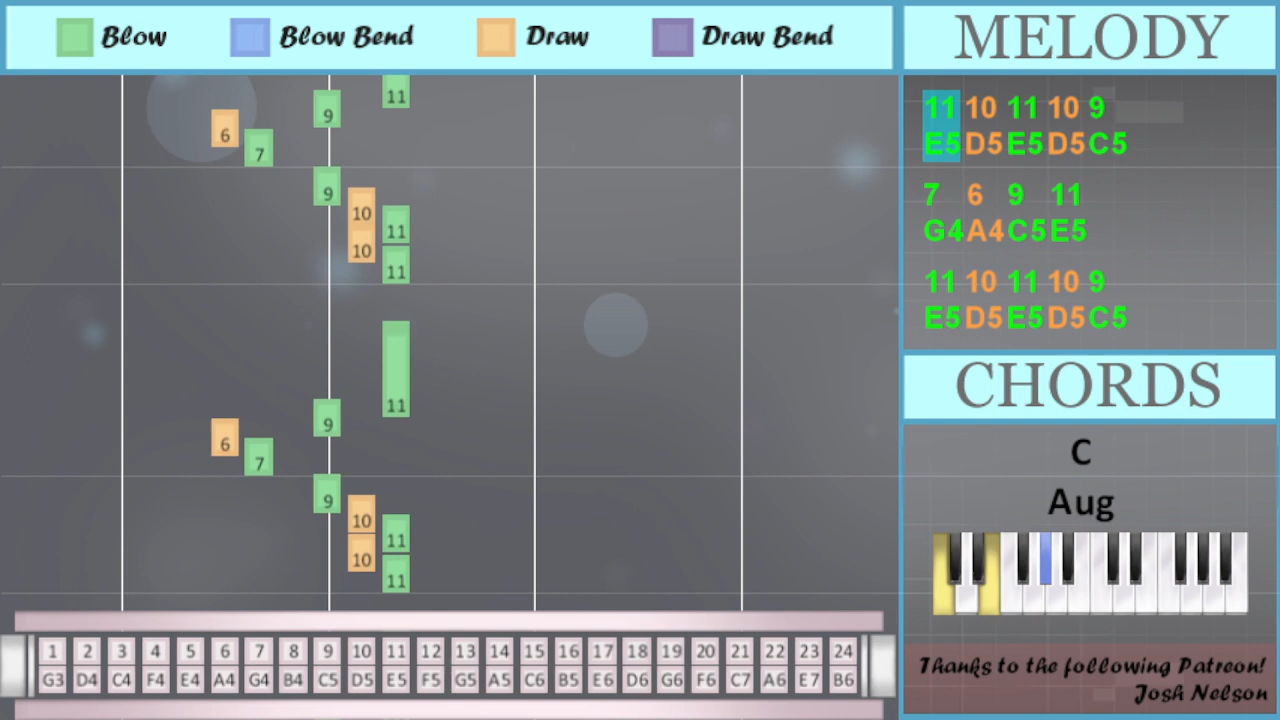 Blow Blow Bend Draw Draw Bend
MELODY
11
9
6
7
9
10
11
10
11
11
9
6
7
9
10
11
10
11
11 10 11 10 9
E5 D5 E5 D5 C5
7 6 9 11
G4 A4 C5 E5
11 10 11 10 9
E5 D5 E5 D5 C5
CHORDS
C
Aug
1 2 3 4 5 6 7 8 9 10 11 12 13 14 15 16 17 18 19 20 21 22 23 24
G3 D4 C4 F4 E4 A4 G4 B4 C5 D5 E5 F5 G5 A5 C6 B5 E6 D6 G6 F6 C7 A6 E7 B6
Thanks to the following Patreon!
Josh Nelson